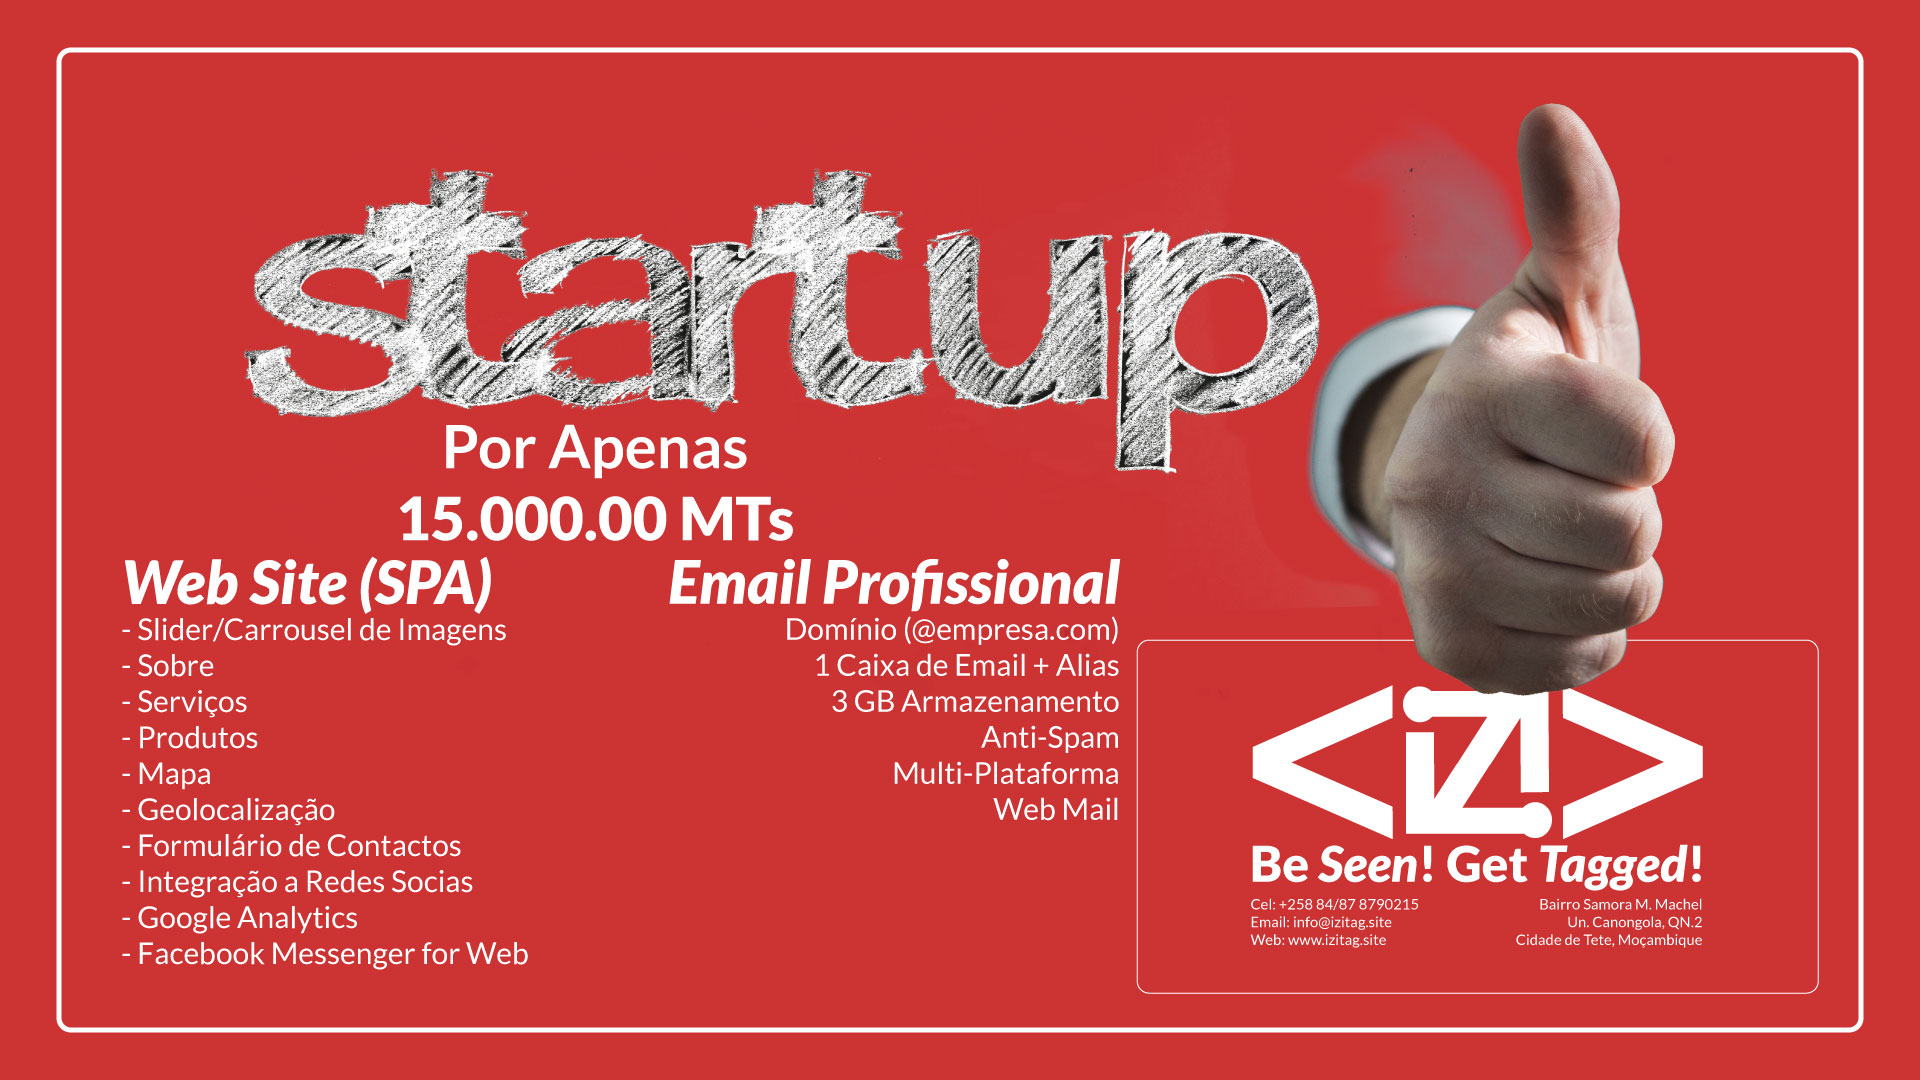 startup
Por Apenas
15.000.00 MTs
Web Site (SPA)
- Slider/Carrousel de Imagens
- Sobre
- Serviços
- Produtos
- Mapa
- Geolocalização
- Formulário de Contactos
- Integração a Redes Socias
- Google Analytics
- Facebook Messenger for Web
Email Profissional
Domínio (@empresa.com)
1 Caixa de Email + Alias
3 GB Armazenamento
Anti-Spam
Multi-Plataforma
Web Mail
<iZi>
Be Seen! Get Tagged!
Cel: +258 84/87 8790215
Email: info@izitag.site
Web: www.izitag.site
Bairro Samora M. Machel
Un. Canongola, QN.2
Cidade de Tete, Moçambique